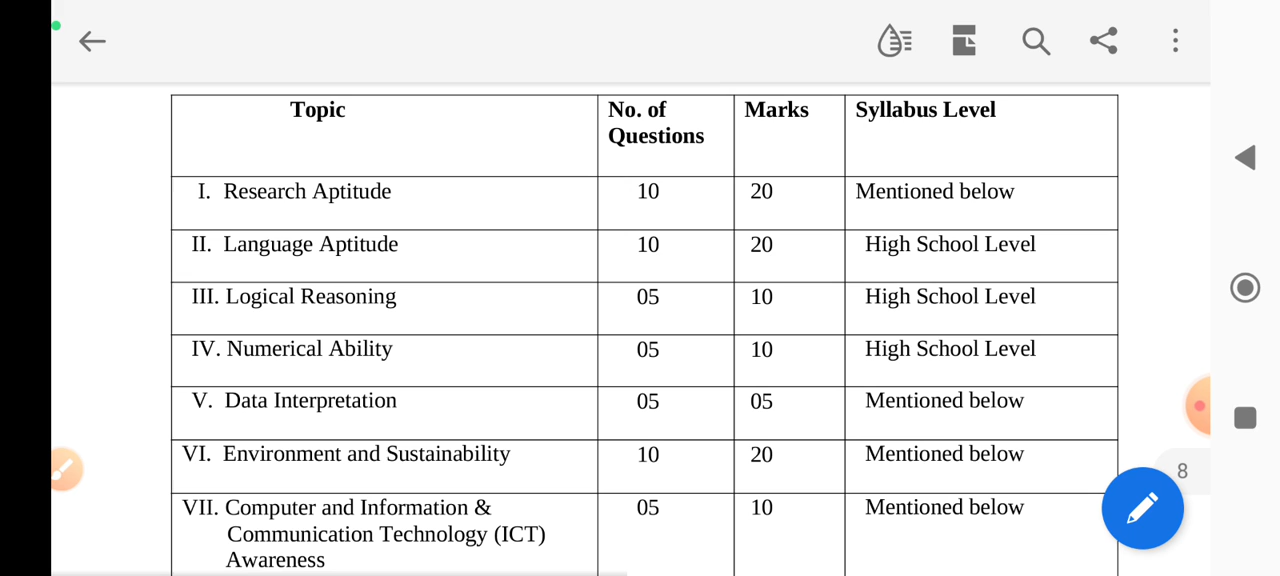 Topic No. of Marks Syllabus Level
Questions
I. Research Aptitude 10 20 Mentioned below
II. Language Aptitude 10 20 High School Level
III. Logical Reasoning 05 10 High School Level
IV. Numerical Ability 05 10 High School Level
V. Data Interpretation 05 05 Mentioned below
VI. Environment and Sustainability 10 20 Mentioned below
VII. Computer and Information & 05 10 Mentioned below
Communication Technology (ICT)
Awareness
8